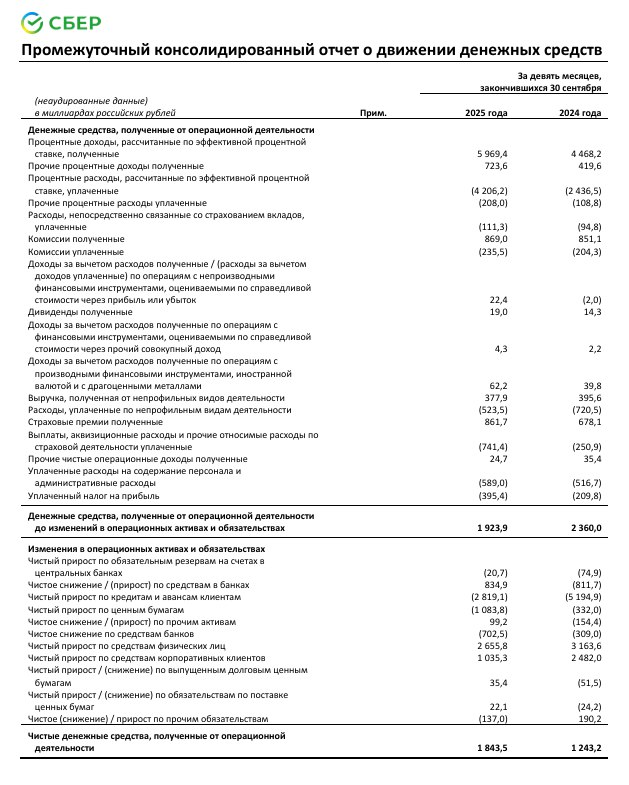 СБЕР
Промежуточный консолидированный отчет о движении денежных средств
За девять месяцев,
закончившихся 30 сентября
(неаудированные данные)
в миллиардах российских рублей Прим. 2025 года 2024 года
Денежные средства, полученные от операционной деятельности
Процентные доходы, рассчитанные по эффективной процентной
ставке, полученные 5 969,4 4 468,2
Прочие процентные доходы полученные 723,6 419,6
Процентные расходы, рассчитанные по эффективной процентной
ставке, уплаченные (4 206,2) (2 436,5)
Прочие процентные расходы уплаченные (208,0) (108,8)
Расходы, непосредственно связанные со страхованием вкладов,
уплаченные (111,3) (94,8)
Комиссии полученные 869,0 851,1
Комиссии уплаченные (235,5) (204,3)
Доходы за вычетом расходов полученные / (расходы за вычетом
доходов уплаченные) по операциям с непроизводными
финансовыми инструментами, оцениваемыми по справедливой
стоимости через прибыль или убыток 22,4 (2,0)
Дивиденды полученные 19,0 14,3
Доходы за вычетом расходов полученные по операциям с
финансовыми инструментами, оцениваемыми по справедливой
стоимости через прочий совокупный доход 4,3 2,2
Доходы за вычетом расходов полученные по операциям с
производными финансовыми инструментами, иностранной
валютой и с драгоценными металлами 62,2 39,8
Выручка, полученная от непрофильных видов деятельности 377,9 395,6
Расходы, уплаченные по непрофильным видам деятельности (523,5) (720,5)
Страховые премии полученные 861,7 678,1
Выплаты, аквизиционные расходы и прочие относимые расходы по
страховой деятельности уплаченные (741,4) (250,9)
Прочие чистые операционные доходы полученные 24,7 35,4
Уплаченные расходы на содержание персонала и
административные расходы (589,0) (516,7)
Уплаченный налог на прибыль (395,4) (209,8)
Денежные средства, полученные от операционной деятельности
до изменений в операционных активах и обязательствах 1 923,9 2 360,0
Изменения в операционных активах и обязательствах
Чистый прирост по обязательным резервам на счетах в
центральных банках (20,7) (74,9)
Чистое снижение / (прирост) по средствам в банках 834,9 (811,7)
Чистый прирост по кредитам и авансам клиентам (2 819,1) (5 194,9)
Чистый прирост по ценным бумагам (1 083,8) (332,0)
Чистое снижение / (прирост) по прочим активам 99,2 (154,4)
Чистое снижение по средствам банков (702,5) (309,0)
Чистый прирост по средствам физических лиц 2 655,8 3 163,6
Чистый прирост по средствам корпоративных клиентов 1 035,3 2 482,0
Чистый прирост / (снижение) по выпущенным долговым ценным
бумагам 35,4 (51,5)
Чистый прирост / (снижение) по обязательствам по поставке
ценных бумаг 22,1 (24,2)
Чистое (снижение) / прирост по прочим обязательствам (137,0) 190,2
Чистые денежные средства, полученные от операционной
деятельности 1 843,5 1 243,2